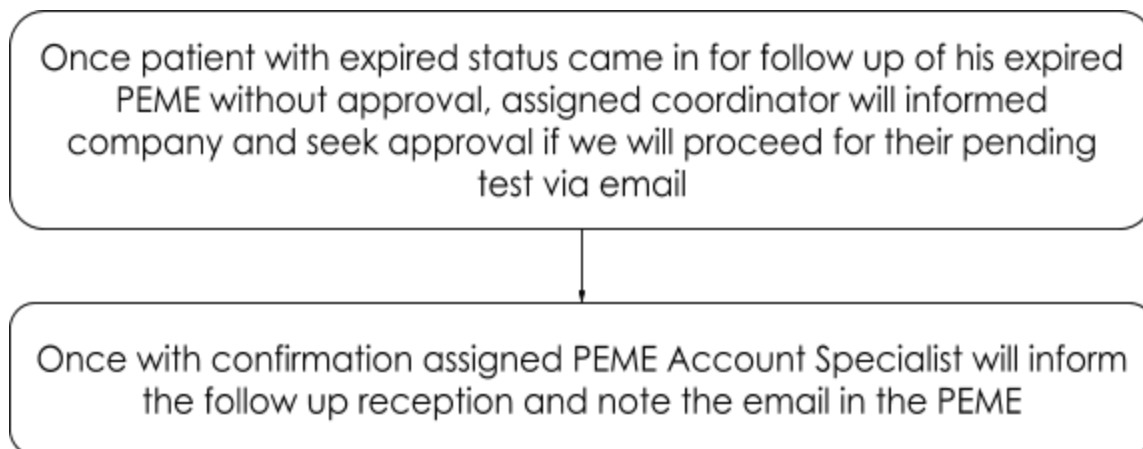 Once patient with expired status came in for follow up of his expired
PEME without approval, assigned coordinator will informed
company and seek approval if we will proceed for their pending
test via email
Once with confirmation assigned PEME Account Specialist will inform
the follow up reception and note the email in the PEME